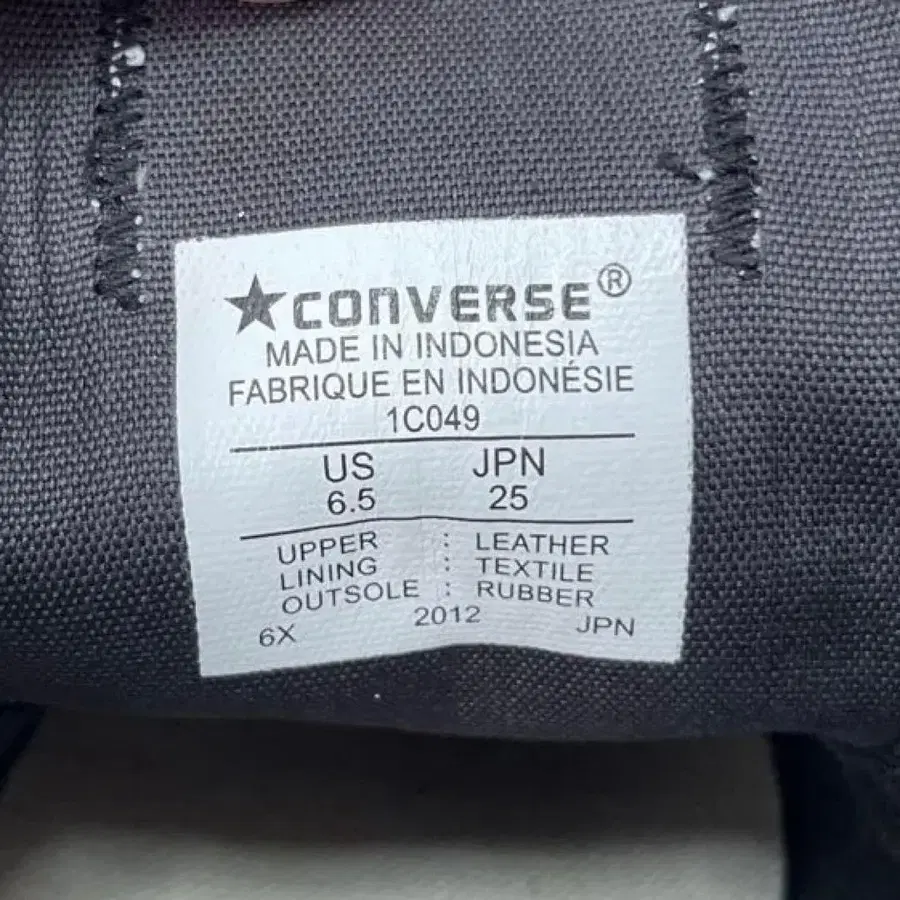 CONVERSE®
MADE IN INDONESIA
FABRIQUE EN INDONÉSIE
1C049
US JPN
6.5 25
UPPER : LEATHER
LINING : TEXTILE
OUTSOLE : RUBBER
6X 2012 JPN